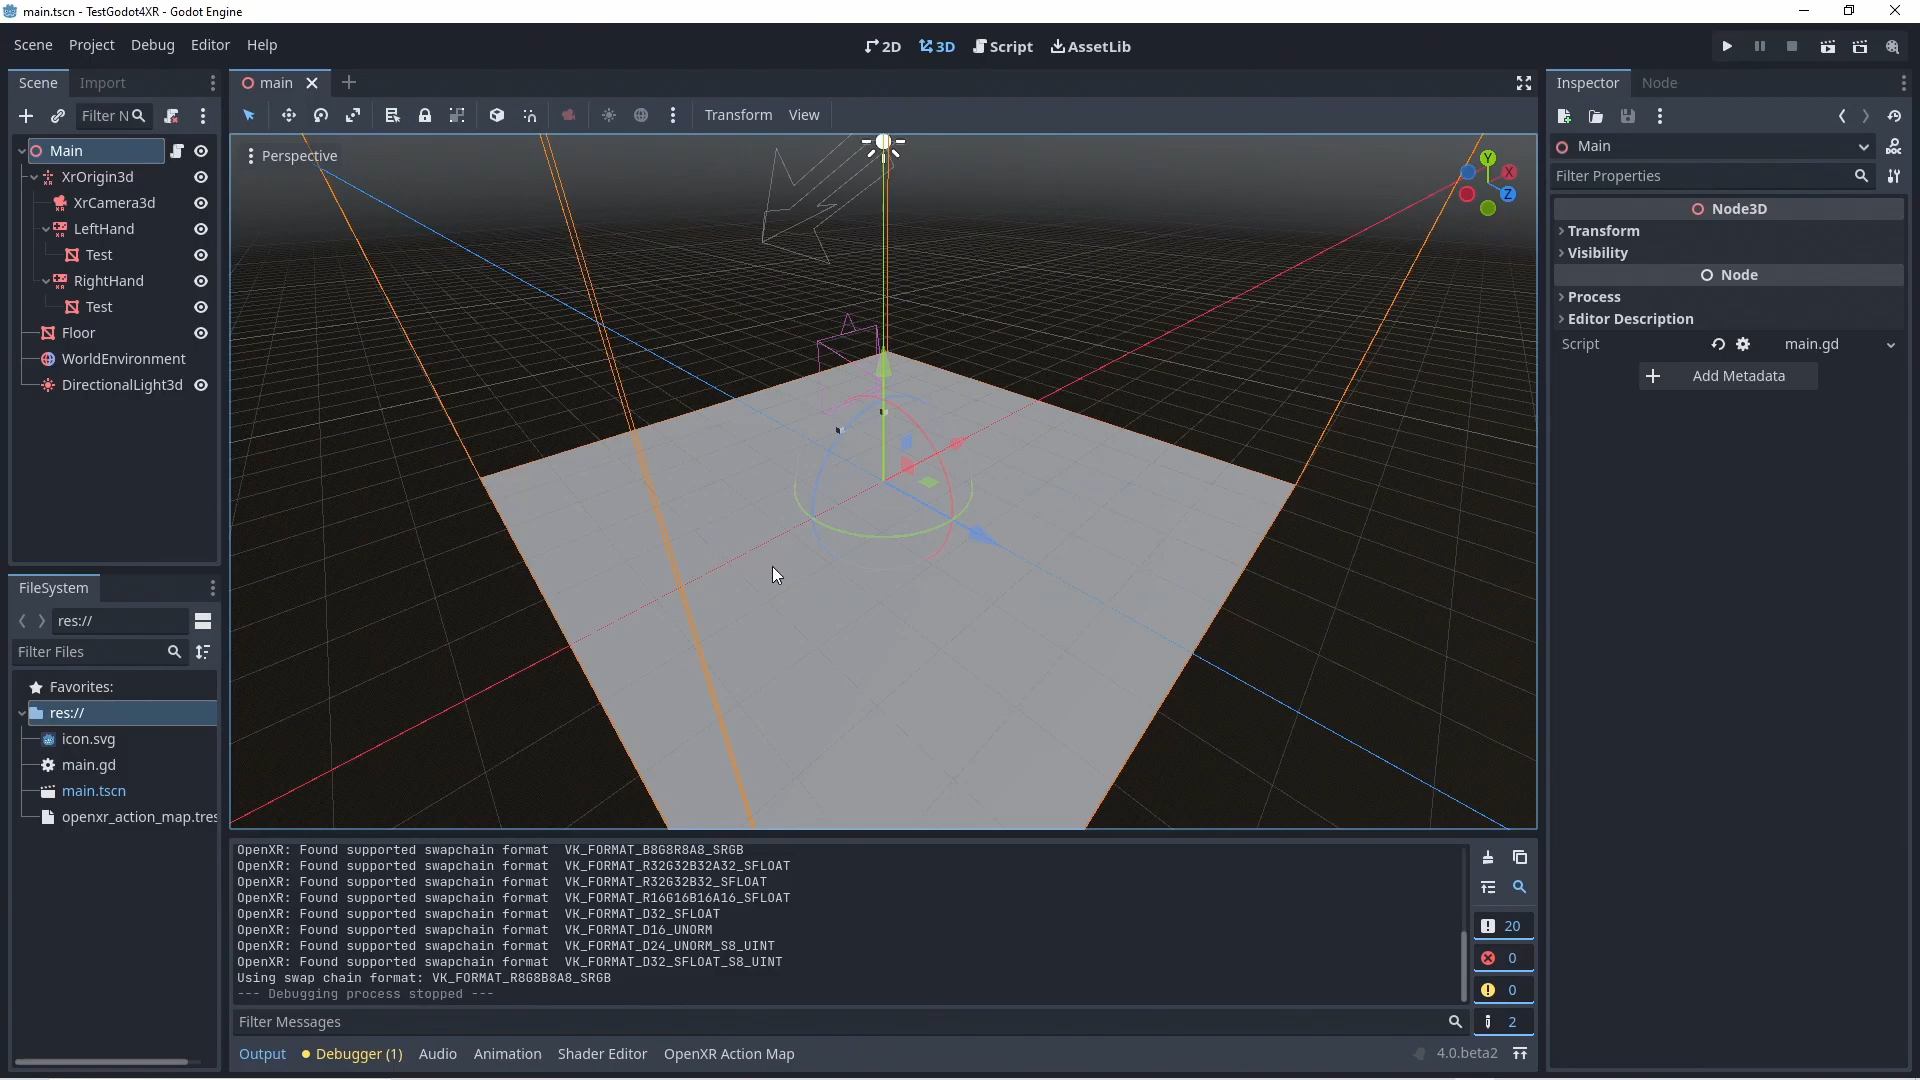 main.tscn - TestGodot4XR - Godot Engine
Scene Project Debug Editor Help
2D 3D Script AssetLib
Scene Import
main
Inspector Node
Filter N
Transform View
Main
Main
Filter Properties
XrOrigin3d
XrCamera3d
LeftHand
Test
RightHand
Test
Floor
WorldEnvironment
DirectionalLight3d
Perspective
Y
X
Z
Node3D
Transform
Visibility
Node
Process
Editor Description
Script main.gd
Add Metadata
FileSystem
res://
Filter Files
Favorites:
res://
icon.svg
main.gd
main.tscn
openxr_action_map.tres
OpenXR: Found supported swapchain format  VK_FORMAT_B8G8R8A8_SRGB
OpenXR: Found supported swapchain format  VK_FORMAT_R32G32B32A32_SFLOAT
OpenXR: Found supported swapchain format  VK_FORMAT_R32G32B32_SFLOAT
OpenXR: Found supported swapchain format  VK_FORMAT_R16G16B16A16_SFLOAT
OpenXR: Found supported swapchain format  VK_FORMAT_D32_SFLOAT
OpenXR: Found supported swapchain format  VK_FORMAT_D16_UNORM
OpenXR: Found supported swapchain format  VK_FORMAT_D24_UNORM_S8_UINT
OpenXR: Found supported swapchain format  VK_FORMAT_D32_SFLOAT_S8_UINT
Using swap chain format: VK_FORMAT_R8G8B8A8_SRGB
--- Debugging process stopped ---
20
0
0
2
Filter Messages
Output Debugger (1) Audio Animation Shader Editor OpenXR Action Map
4.0.beta2